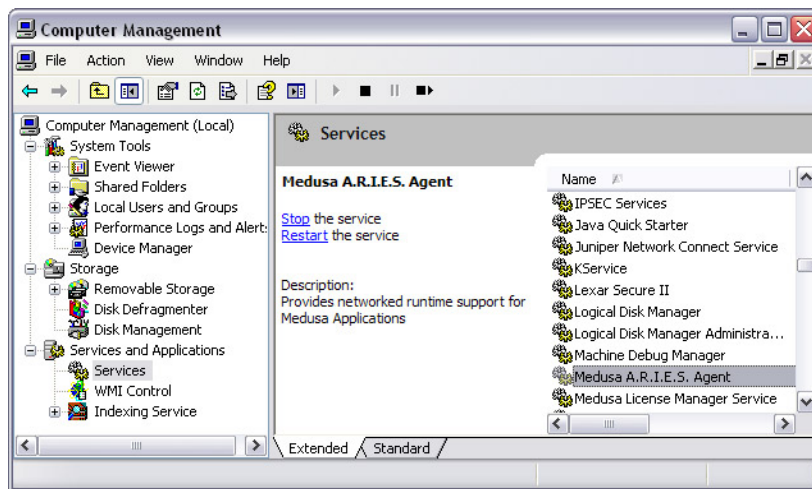 Computer Management
File Action View Window Help
Computer Management (Local)
System Tools
Event Viewer
Shared Folders
Local Users and Groups
Performance Logs and Alert
Device Manager
Storage
Removable Storage
Disk Defragmenter
Disk Management
Services and Applications
Services
WMI Control
Indexing Service
Services
Medusa A.R.I.E.S. Agent
Stop the service
Restart the service
Description:
Provides networked runtime support for
Medusa Applications
Name
IPSEC Services
Java Quick Starter
Juniper Network Connect Service
KService
Lexar Secure II
Logical Disk Manager
Logical Disk Manager Administra...
Machine Debug Manager
Medusa A.R.I.E.S. Agent
Medusa License Manager Service
Extended Standard